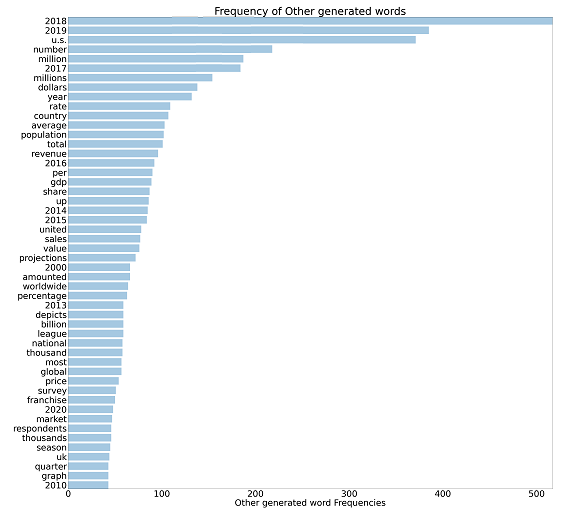 Frequency of Other generated words
2018
2019
u.s.
number
million
2017
millions
dollars
year
rate
country
average
population
total
revenue
2016
per
gdp
share
up
2014
2015
united
sales
value
projections
2000
amounted
worldwide
percentage
2013
depicts
billion
league
national
thousand
most
global
price
survey
franchise
2020
market
respondents
thousands
season
uk
quarter
graph
2010
0 100 200 300 400 500
Other generated word Frequencies